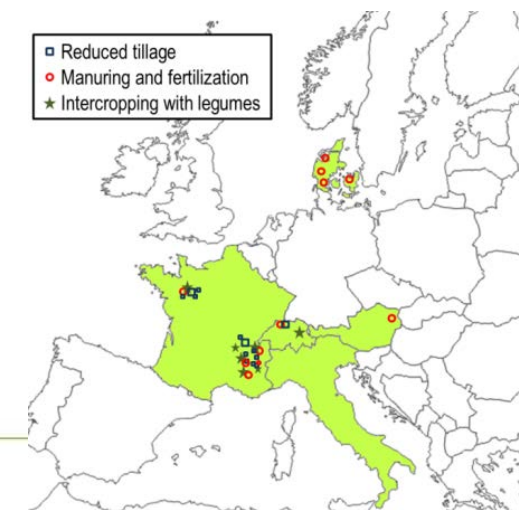 Reduced tillage
Manuring and fertilization
Intercropping with legumes